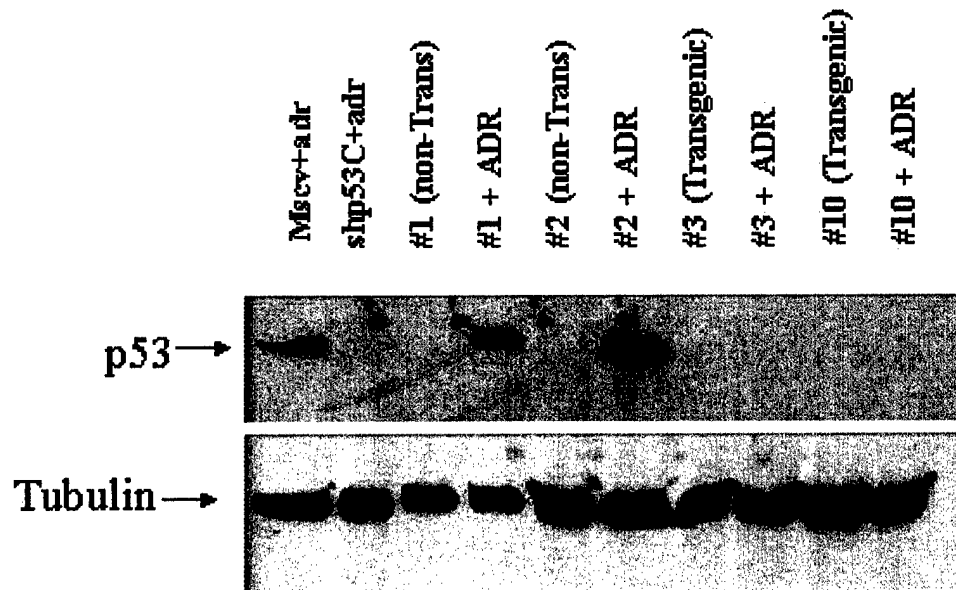 Mscv+adr
shp53C+adr
#1 (non-Trans)
#1 + ADR
#2 (non-Trans)
#2 + ADR
#3 (Transgenic)
#3 + ADR
#10 (Transgenic)
#10 + ADR
p53
Tubulin